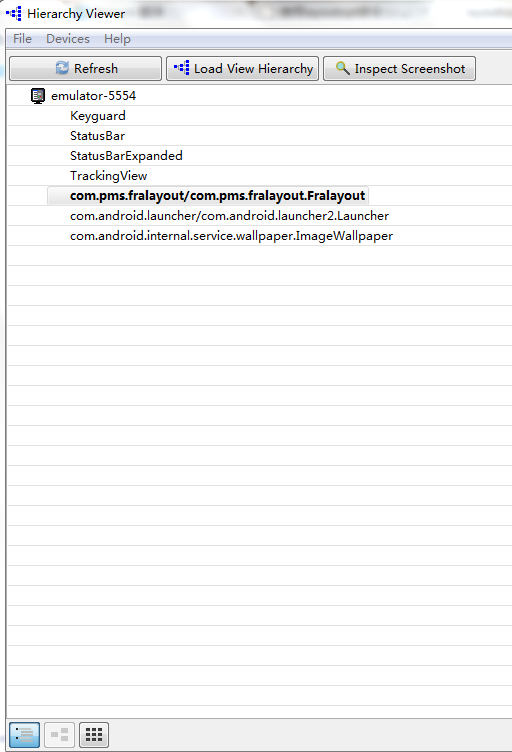 Hierarchy Viewer
File Devices Help
Refresh Load View Hierarchy Inspect Screenshot
emulator-5554
Keyguard
StatusBar
StatusBarExpanded
TrackingView
com.pms.fralayout/com.pms.fralayout.Fralayout
com.android.launcher/com.android.launcher2.Launcher
com.android.internal.service.wallpaper.ImageWallpaper